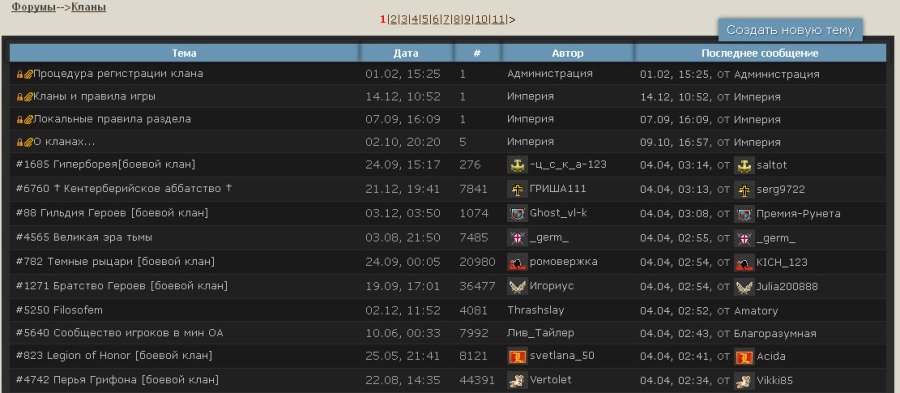 Форумы-->Кланы
1|2|3|4|5|6|7|8|9|10|11|>
Создать новую тему
Тема Дата # Автор Последнее сообщение
Процедура регистрации клана 01.02, 15:25 1 Администрация 01.02, 15:25, от Администрация
Кланы и правила игры 14.12, 10:52 1 Империя 14.12, 10:52, от Империя
Локальные правила раздела 07.09, 16:09 1 Империя 07.09, 16:09, от Империя
О кланах... 02.10, 20:20 5 Империя 09.10, 16:57, от Империя
#1685 Гиперборея[боевой клан] 24.09, 15:17 276 -ц_с_к_а-123 04.04, 03:14, от saltot
#6760 ✝ Кентерберийское аббатство ✝ 21.12, 19:41 7841 ГРИША111 04.04, 03:13, от serg9722
#88 Гильдия Героев [боевой клан] 03.12, 03:50 1074 Ghost_vl-k 04.04, 03:08, от Премия-Рунета
#4565 Великая эра тьмы 03.08, 21:50 7485 _germ_ 04.04, 02:55, от _germ_
#782 Темные рыцари [боевой клан] 24.09, 00:05 20980 ромовержка 04.04, 02:54, от KICH_123
#1271 Братство Героев [боевой клан] 19.09, 17:01 36477 Игориус 04.04, 02:54, от Julia200888
#5250 Filosofem 02.12, 11:52 4081 Thrashslay 04.04, 02:52, от Amatory
#5640 Сообщество игроков в мин ОА 10.06, 00:33 7992 Лив_Тайлер 04.04, 02:43, от Благоразумная
#823 Legion of Honor [боевой клан] 25.05, 21:41 8121 svetlana_50 04.04, 02:41, от Acida
#4742 Перья Грифона [боевой клан] 22.08, 14:35 44391 Vertolet 04.04, 02:34, от Vikki85